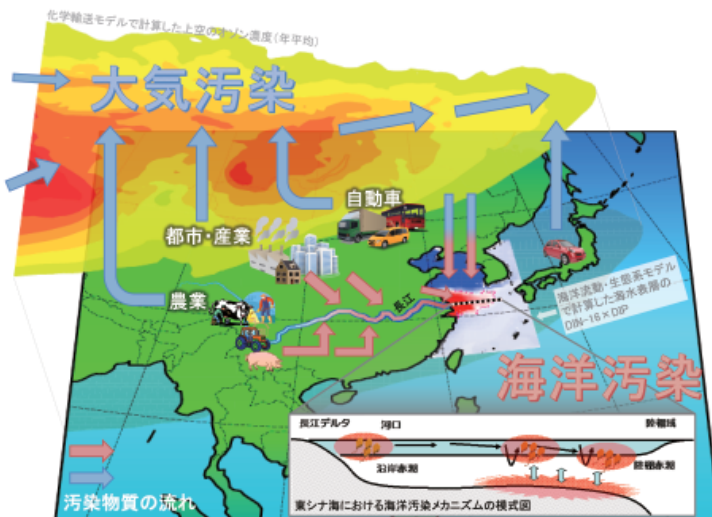 化学輸送モデルで計算した上空のオゾン濃度(年平均)
大気汚染
自動車
都市・産業
農業
長江
海洋流動・生態系モデル
で計算した海水表層の
DIN-16×DIP
海洋汚染
長江デルタ
河口
陸棚域
沿岸赤潮
陸棚赤潮
東シナ海における海洋汚染メカニズムの模式図
汚染物質の流れ